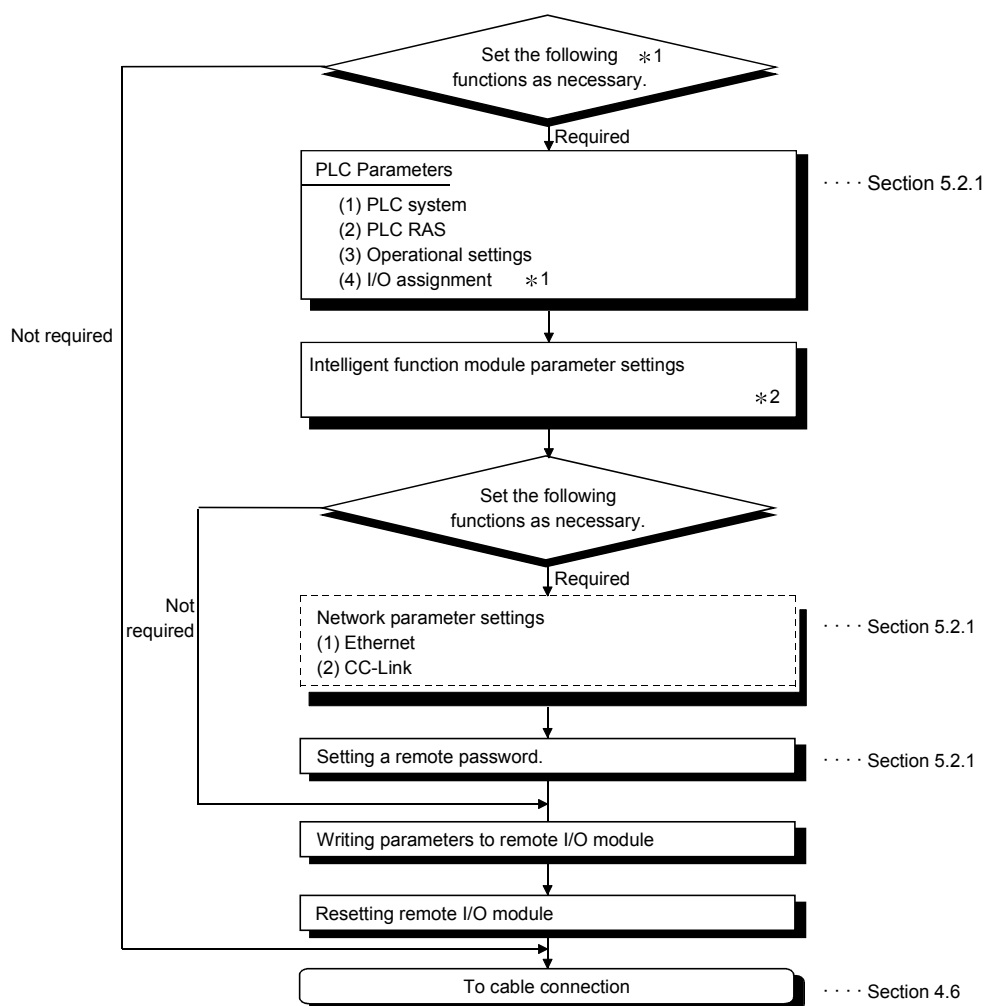 Set the following *1
functions as necessary.
Required
PLC Parameters
(1) PLC system
(2) PLC RAS
(3) Operational settings
(4) I/O assignment *1
· · · · Section 5.2.1
Not required
Intelligent function module parameter settings
*2
Set the following
functions as necessary.
Required
Not
required
Network parameter settings
(1) Ethernet
(2) CC-Link
· · · · Section 5.2.1
Setting a remote password.
· · · · Section 5.2.1
Writing parameters to remote I/O module
Resetting remote I/O module
To cable connection
· · · · Section 4.6